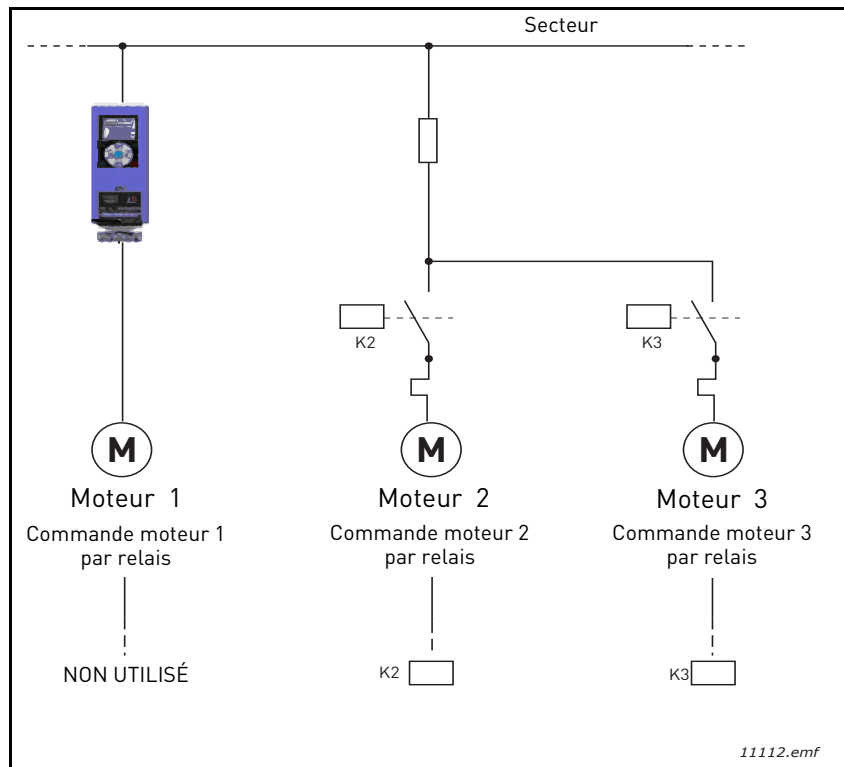 Secteur
K2
K3
M
M
M
Moteur 1
Moteur 2
Moteur 3
Commande moteur 1
par relais
Commande moteur 2
par relais
Commande moteur 3
par relais
NON UTILISÉ
K2
K3
11112.emf